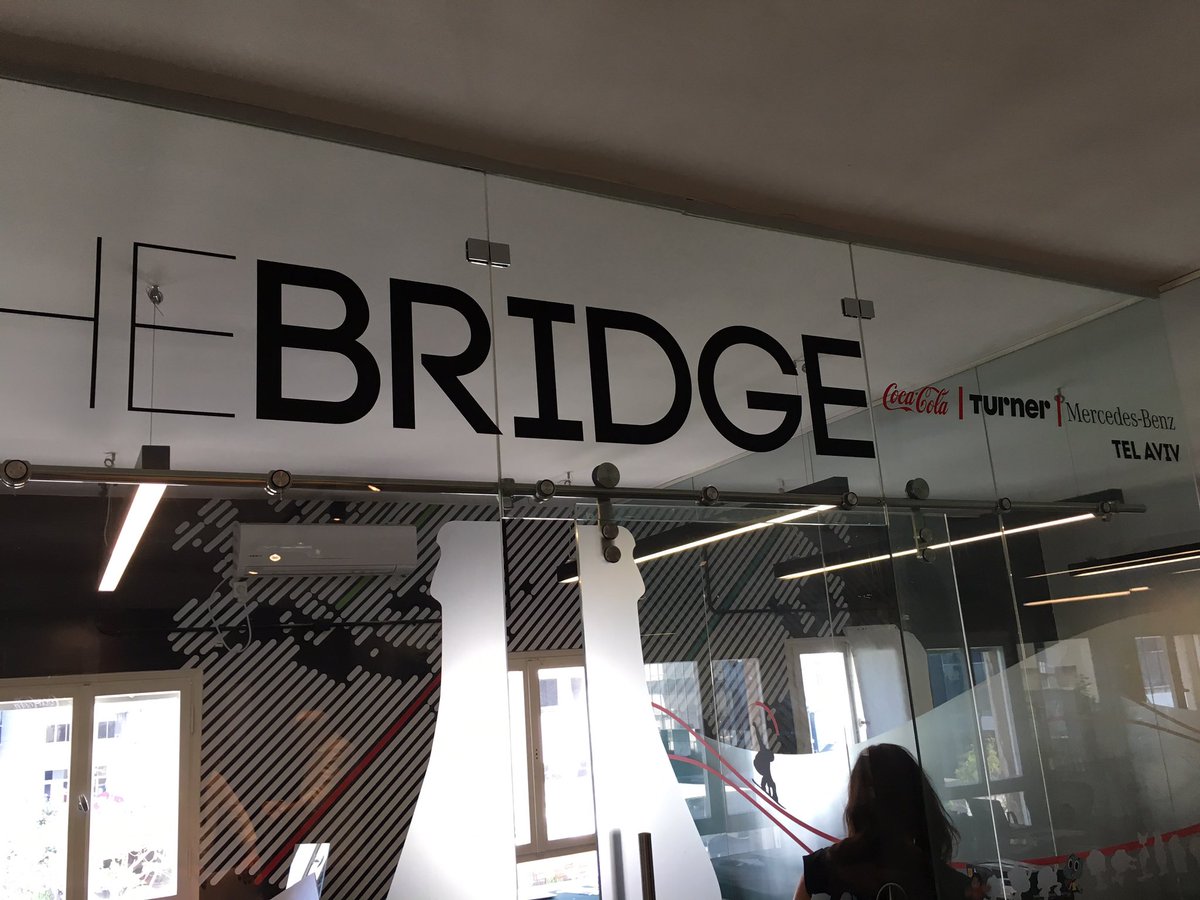 HEBRIDGE
Coca-Cola | Turner | Mercedes-Benz
TEL AVIV